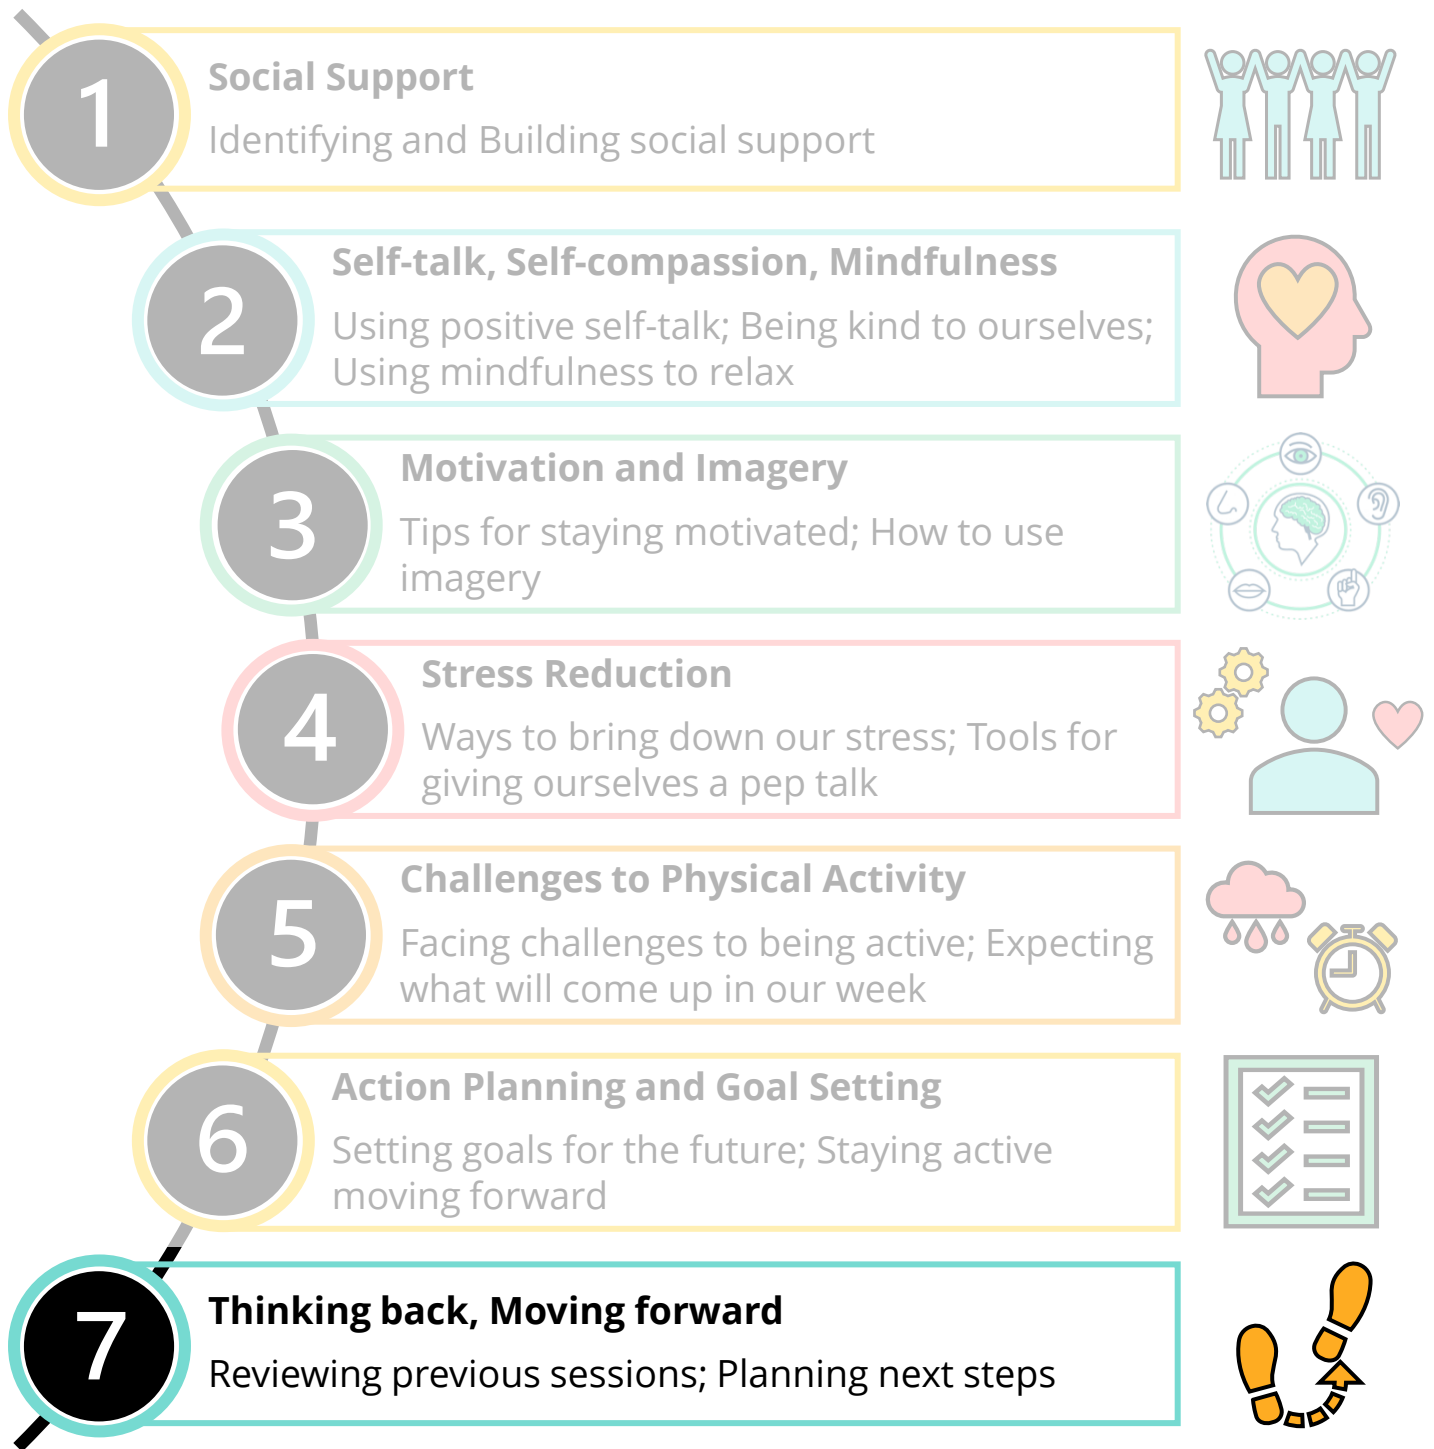 1
Social Support
Identifying and Building social support
2
Self-talk, Self-compassion, Mindfulness
Using positive self-talk; Being kind to ourselves;
Using mindfulness to relax
3
Motivation and Imagery
Tips for staying motivated; How to use
imagery
4
Stress Reduction
Ways to bring down our stress; Tools for
giving ourselves a pep talk
5
Challenges to Physical Activity
Facing challenges to being active; Expecting
what will come up in our week
6
Action Planning and Goal Setting
Setting goals for the future; Staying active
moving forward
7
Thinking back, Moving forward
Reviewing previous sessions; Planning next steps